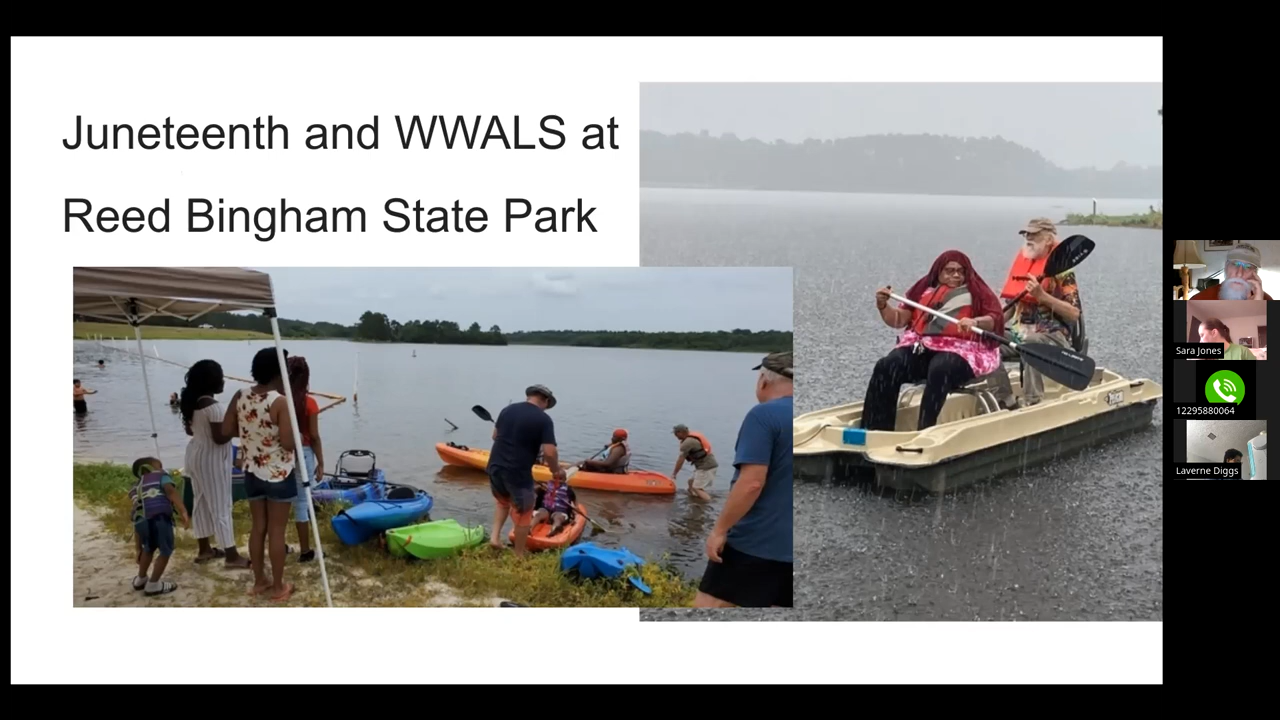 Juneteenth and WWALS at
Reed Bingham State Park
Sara Jones
12295880064
Laverne Diggs